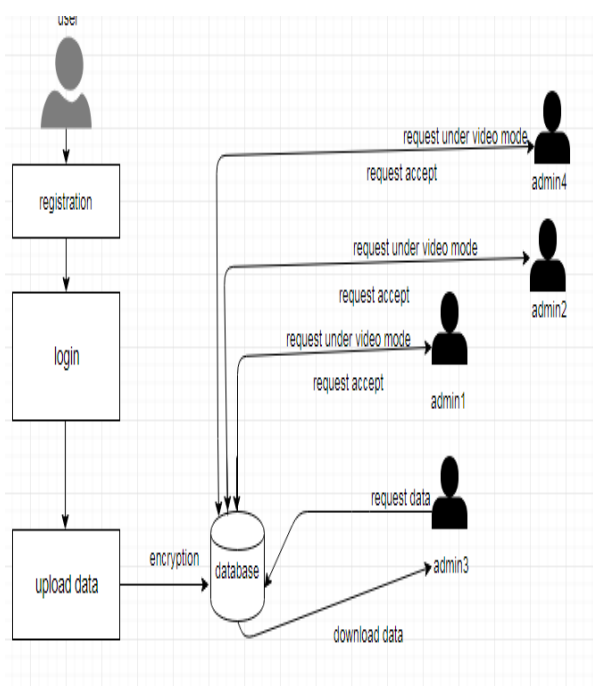 user
request under video mode
request accept
admin4
registration
request under video mode
admin2
request accept
login
request under video mode
request accept
admin1
request data
encryption
database
admin3
upload data
download data